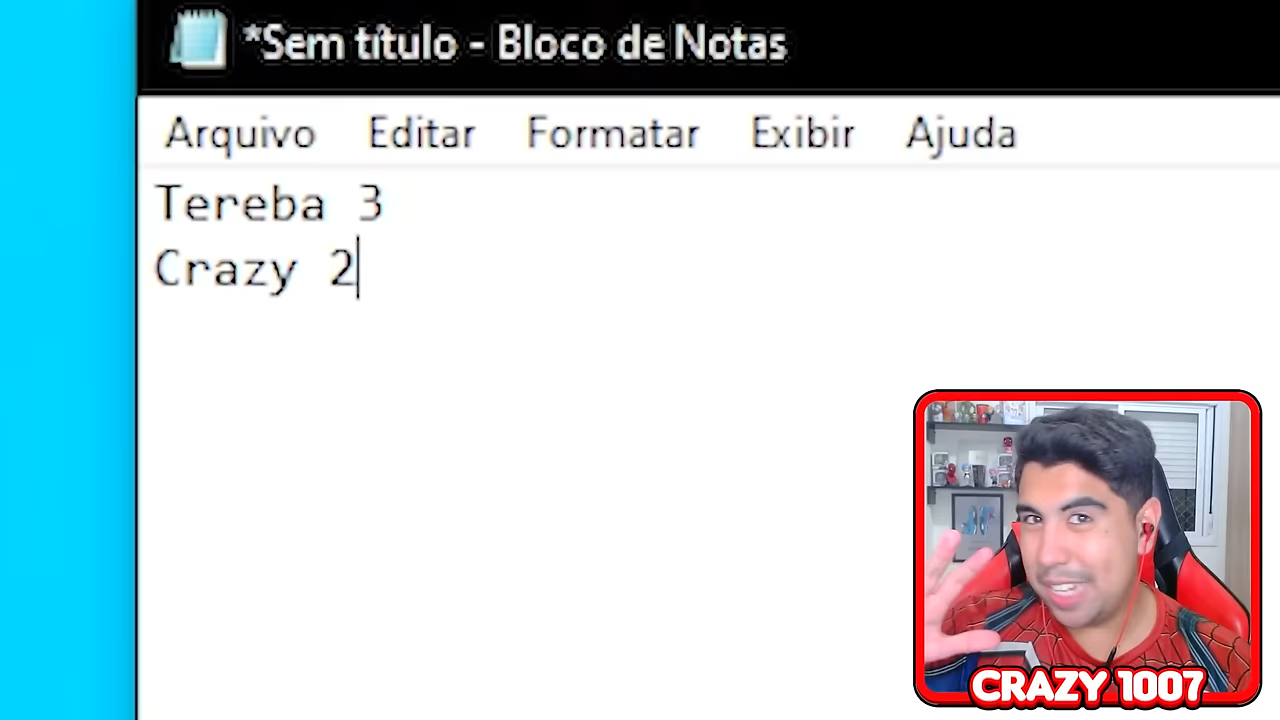 *Sem título - Bloco de Notas
Arquivo Editar Formatar Exibir Ajuda
Tereba 3
Crazy 2
CRAZY 1007